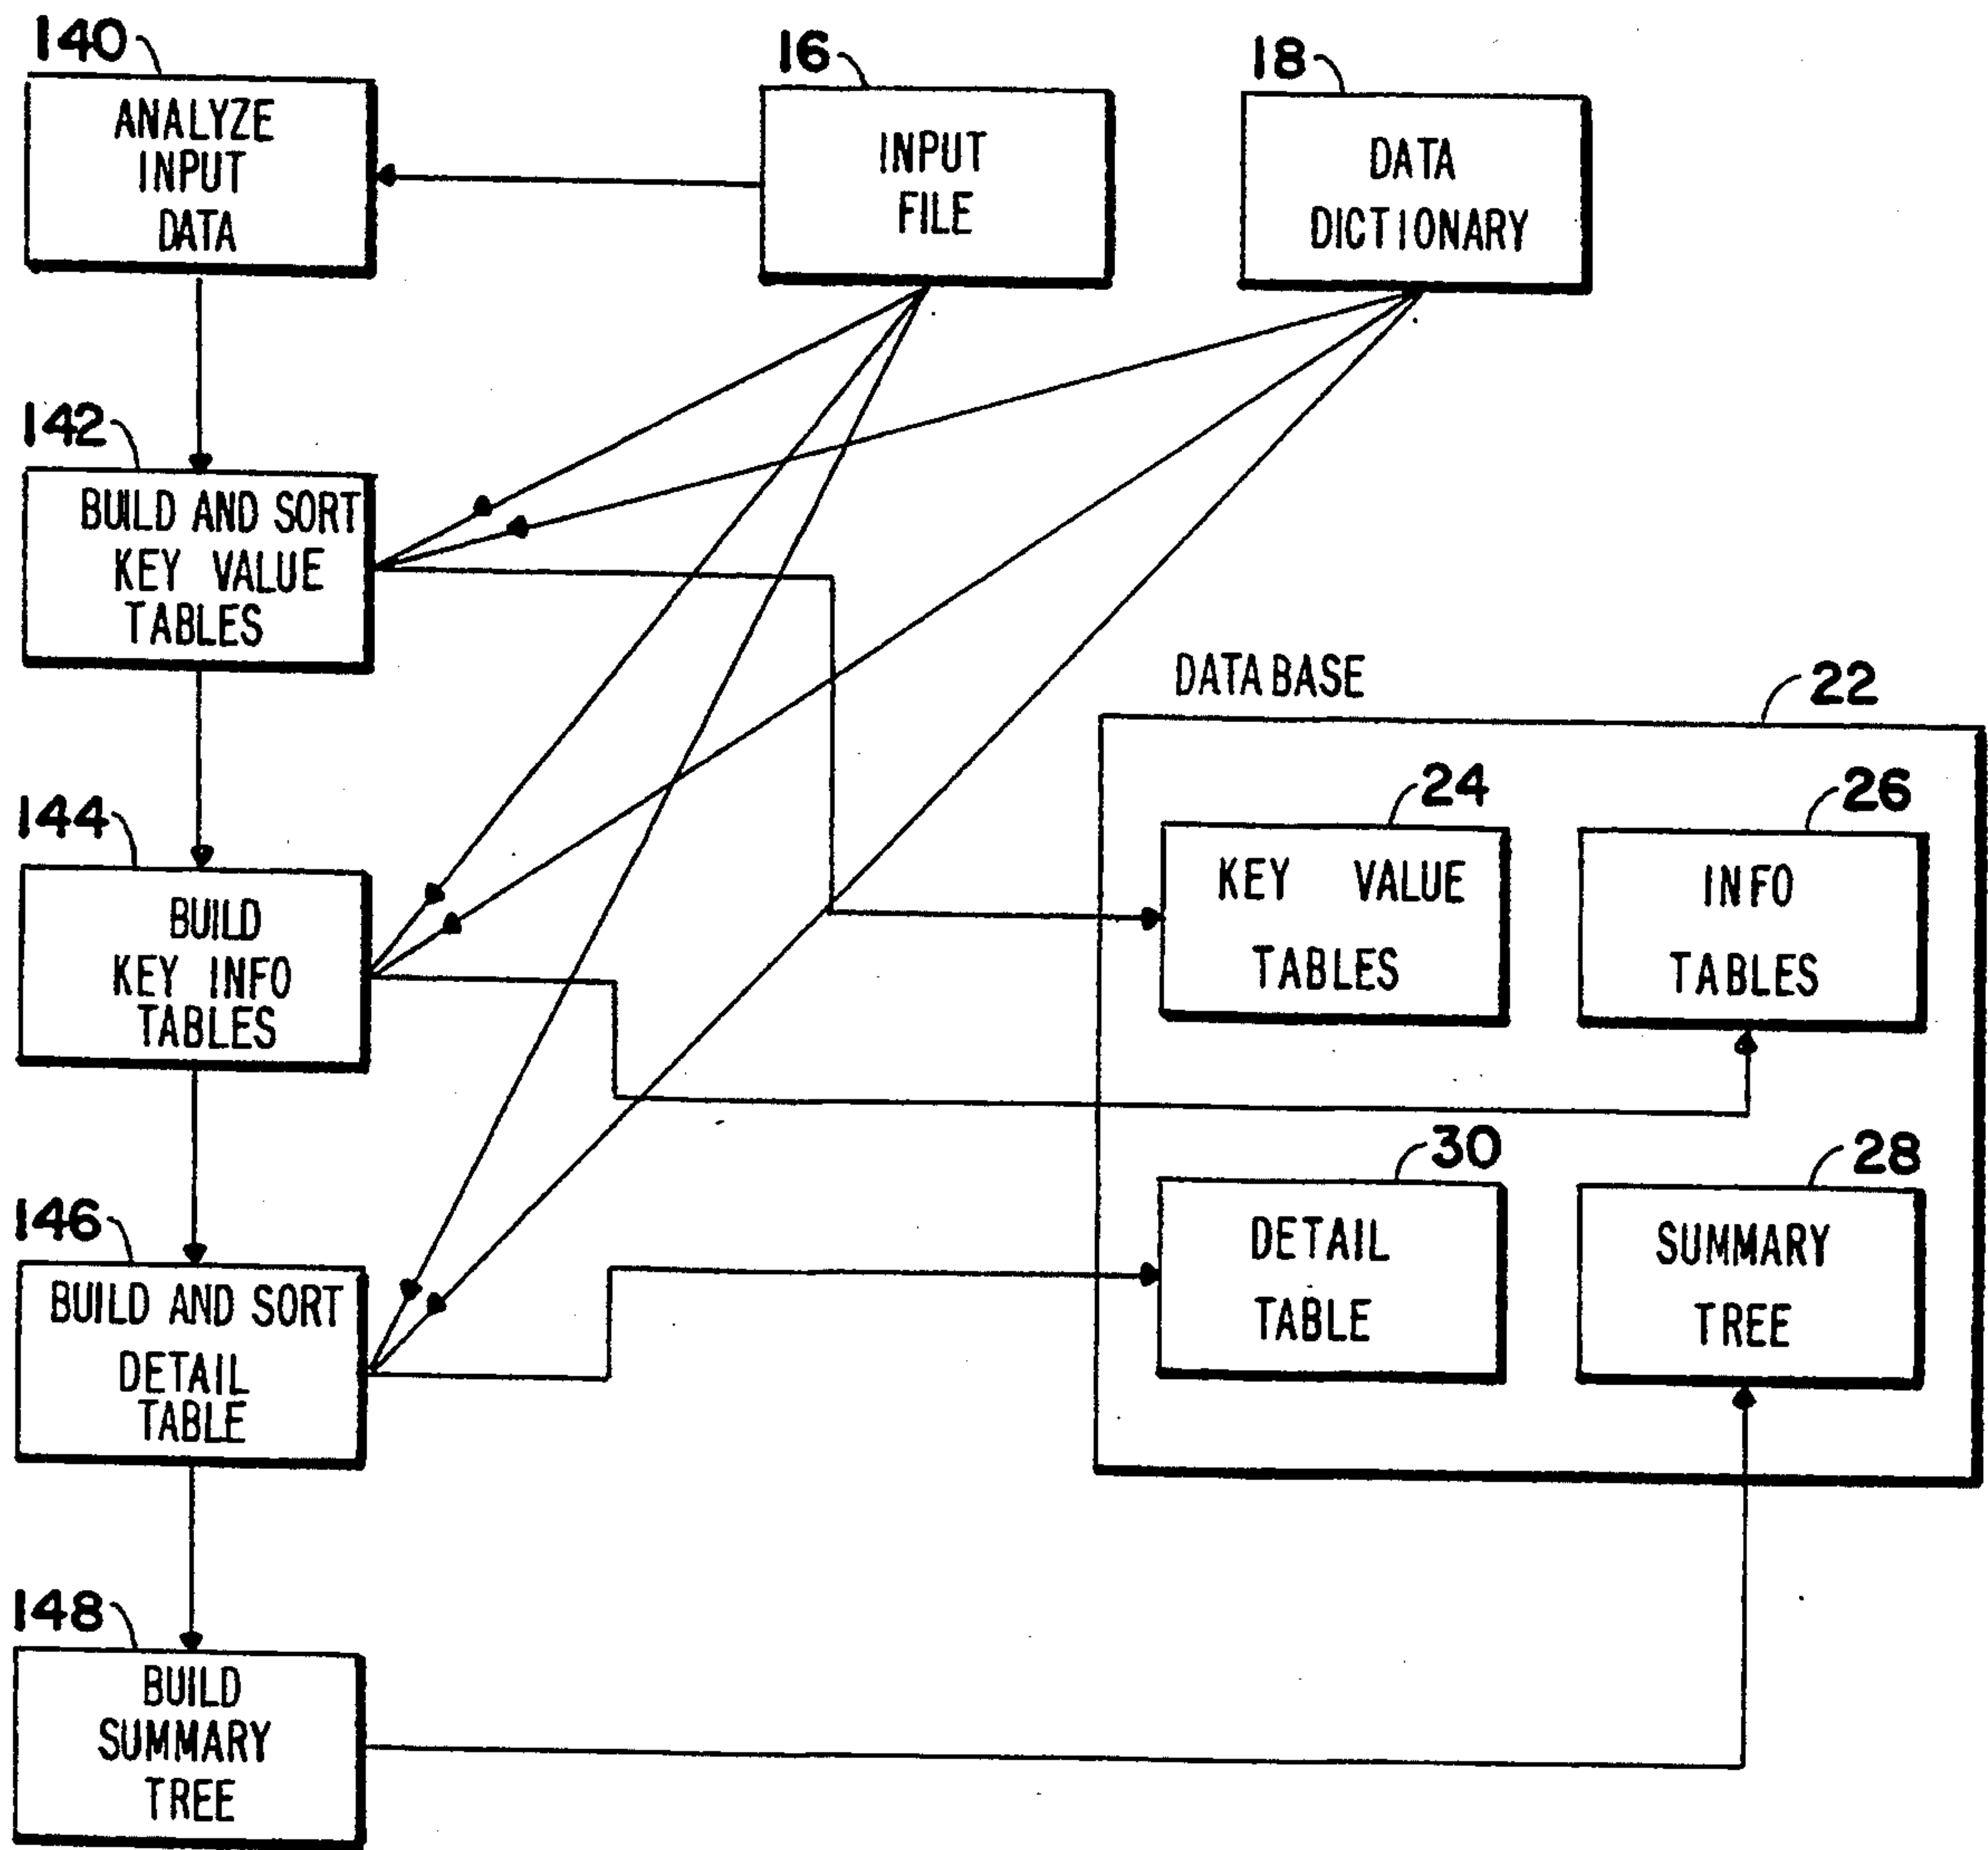 140
ANALYZE
INPUT
DATA
16
INPUT
FILE
18
DATA
DICTIONARY
142
BUILD AND SORT
KEY VALUE
TABLES
144
BUILD
KEY INFO
TABLES
146
BUILD AND SORT
DETAIL
TABLE
148
BUILD
SUMMARY
TREE
DATABASE
22
24
KEY VALUE
TABLES
26
INFO
TABLES
30
DETAIL
TABLE
28
SUMMARY
TREE